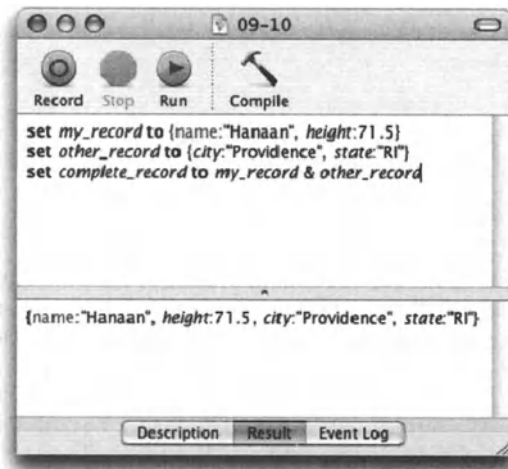 09-10
Record Stop Run Compile
set my_record to {name:"Hanaan", height:71.5}
set other_record to {city:"Providence", state:"RI"}
set complete_record to my_record & other_record
{name:"Hanaan", height:71.5, city:"Providence", state:"RI"}
Description Result Event Log